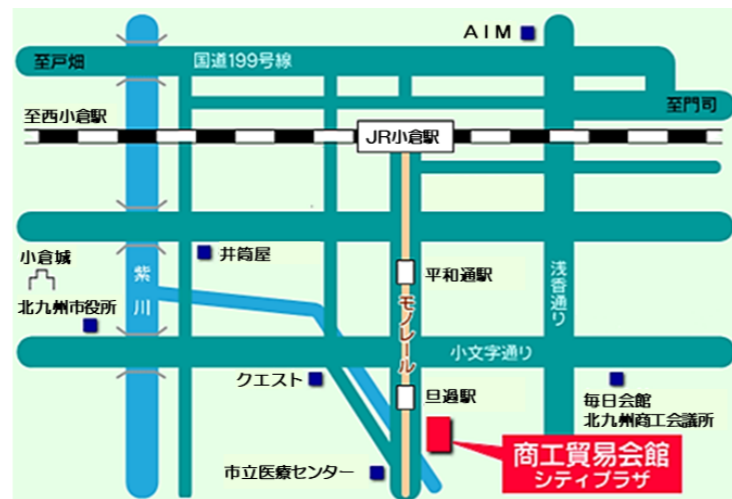 AIM
至戸畑
国道199号線
至門司
至西小倉駅
JR小倉駅
小倉城
井筒屋
平和通駅
浅香通り
紫川
北九州市役所
モノレール
小文字通り
クエスト
旦過駅
毎日会館
北九州商工会議所
商工貿易会館
シティプラザ
市立医療センター